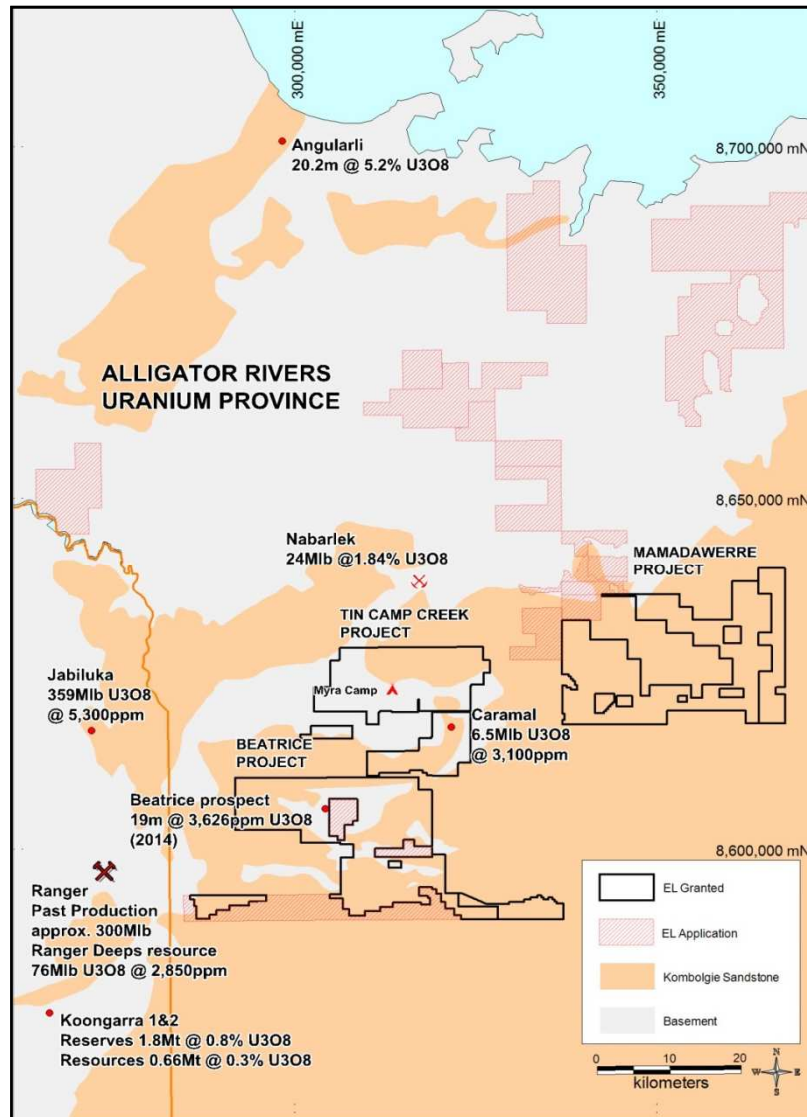 300,000 mE
350,000 mE
Angularli
20.2m @ 5.2% U3O8
8,700,000 mN
ALLIGATOR RIVERS
URANIUM PROVINCE
8,650,000 mN
Nabarlek
24Mlb @1.84% U3O8
MAMADAWERRE
PROJECT
TIN CAMP CREEK
PROJECT
Jabiluka
359Mlb U3O8
@ 5,300ppm
Myra Camp
Caramal
6.5Mlb U3O8
@ 3,100ppm
BEATRICE
PROJECT
Beatrice prospect
19m @ 3,626ppm U3O8
(2014)
8,600,000 mN
Ranger
Past Production
approx. 300Mlb
Ranger Deeps resource
76Mlb U3O8 @ 2,850ppm
Koongarra 1&2
Reserves 1.8Mt @ 0.8% U3O8
Resources 0.66Mt @ 0.3% U3O8
EL Granted
EL Application
Kombolgie Sandstone
Basement
0 10 20
kilometers
N
W E
S